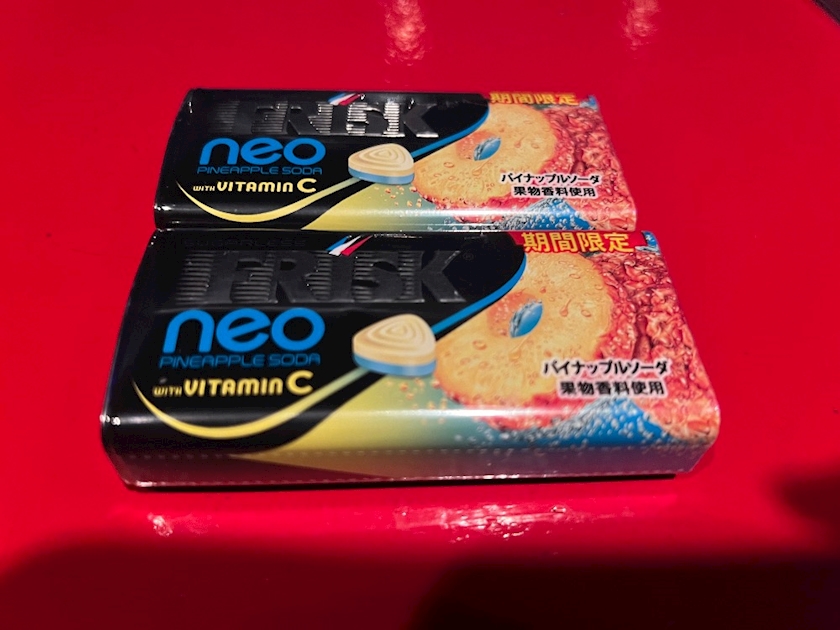 期間限定
FRISK
neo
PINEAPPLE SODA
WITH VITAMIN C
パイナップルソーダ
果物香料使用
期間限定
FRISK
neo
PINEAPPLE SODA
WITH VITAMIN C
パイナップルソーダ
果物香料使用